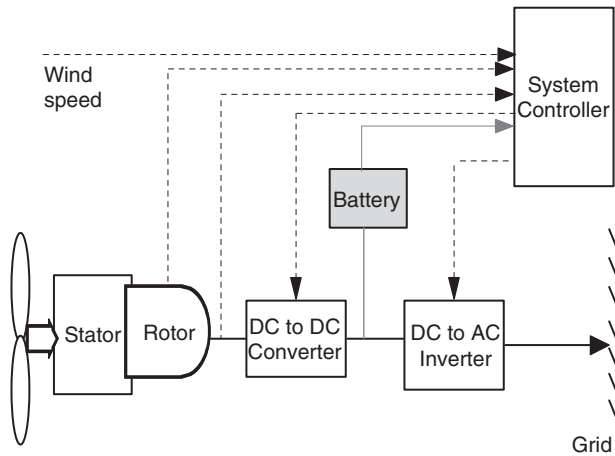 Wind
speed
System
Controller
Battery
Stator
Rotor
DC to DC
Converter
DC to AC
Inverter
Grid